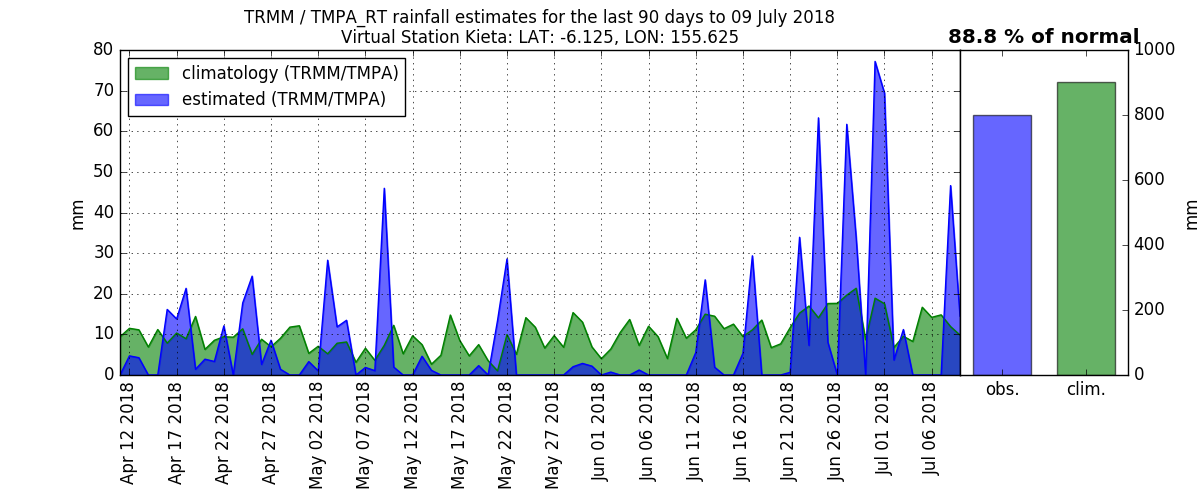 TRMM / TMPA_RT rainfall estimates for the last 90 days to 09 July 2018
Virtual Station Kieta: LAT: -6.125, LON: 155.625
88.8 % of normal
climatology (TRMM/TMPA)
estimated (TRMM/TMPA)
mm
80
70
60
50
40
30
20
10
0
Apr 12 2018
Apr 17 2018
Apr 22 2018
Apr 27 2018
May 02 2018
May 07 2018
May 12 2018
May 17 2018
May 22 2018
May 27 2018
Jun 01 2018
Jun 06 2018
Jun 11 2018
Jun 16 2018
Jun 21 2018
Jun 26 2018
Jul 01 2018
Jul 06 2018
obs.
clim.
1000
800
600
400
200
0
mm